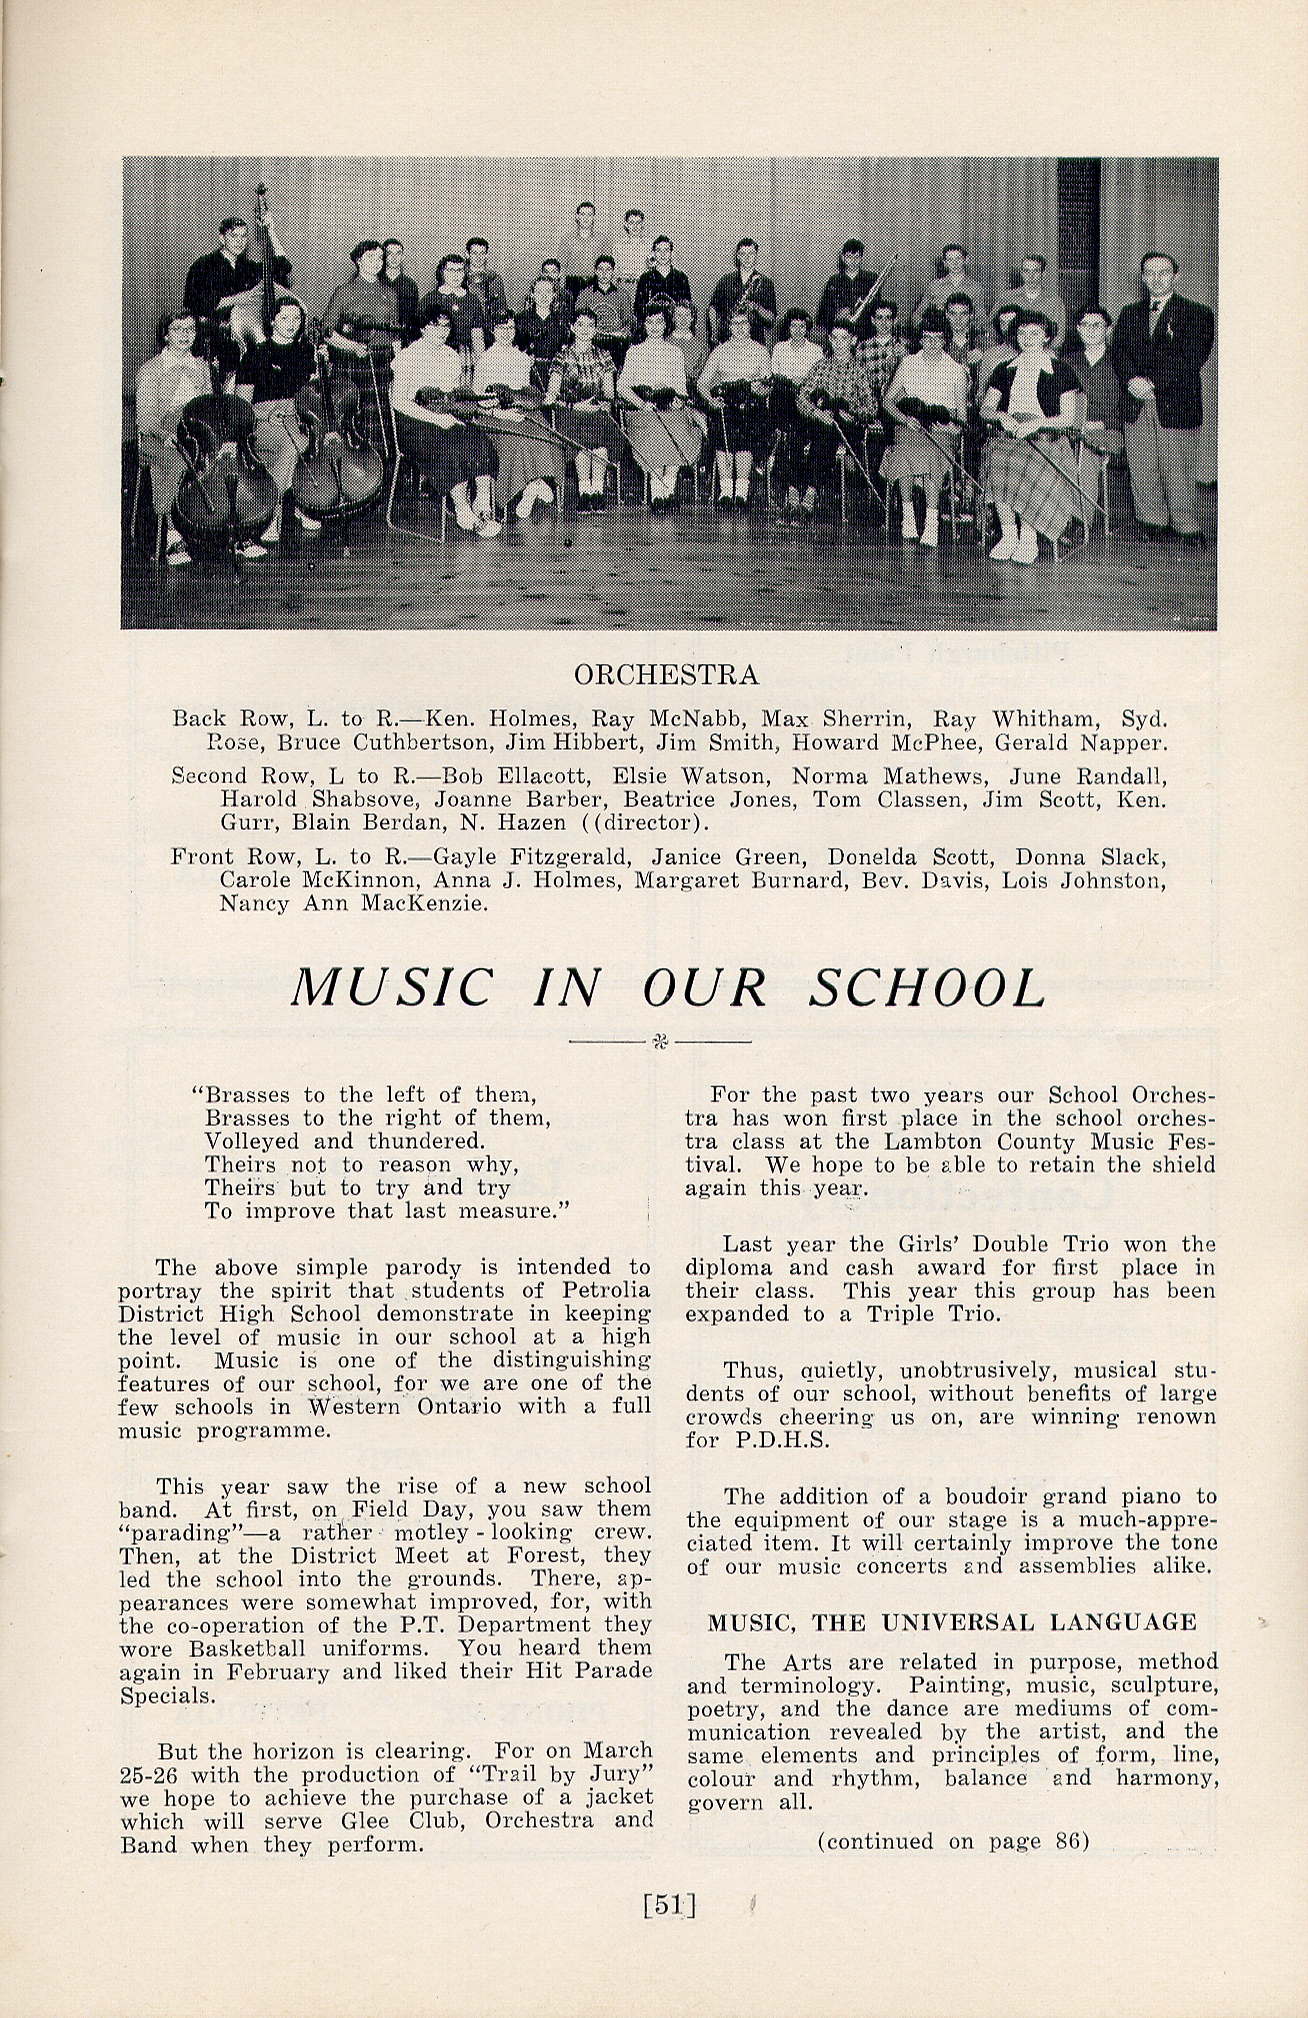 ORCHESTRA
Back Row, L. to R.—Ken. Holmes, Ray McNabb, Max Sherrin, Ray Whitham, Syd.
Rose, Bruce Cuthbertson, Jim Hibbert, Jim Smith, Howard McPhee, Gerald Napper.
Second Row, L to R.—Bob Ellacott, Elsie Watson, Norma Mathews, June Randall,
Harold Shabsove, Joanne Barber, Beatrice Jones, Tom Classen, Jim Scott, Ken.
Gurr, Blain Berdan, N. Hazen ((director).
Front Row, L. to R.—Gayle Fitzgerald, Janice Green, Donelda Scott, Donna Slack,
Carole McKinnon, Anna J. Holmes, Margaret Burnard, Bev. Davis, Lois Johnston,
Nancy Ann MacKenzie.
MUSIC IN OUR SCHOOL
“Brasses to the left of them,
Brasses to the right of them,
Volleyed and thundered.
Theirs not to reason why,
Theirs but to try and try
To improve that last measure.”
The above simple parody is intended to
portray the spirit that students of Petrolia
District High School demonstrate in keeping
the level of music in our school at a high
point. Music is one of the distinguishing
features of our school, for we are one of the
few schools in Western Ontario with a full
music programme.
This year saw the rise of a new school
band. At first, on Field Day, you saw them
“parading”—a rather motley-looking crew.
Then, at the District Meet at Forest, they
led the school into the grounds. There, ap-
pearances were somewhat improved, for, with
the co-operation of the P.T. Department they
wore Basketball uniforms. You heard them
again in February and liked their Hit Parade
Specials.
But the horizon is clearing. For on March
25-26 with the production of “Trail by Jury”
we hope to achieve the purchase of a jacket
which will serve Glee Club, Orchestra and
Band when they perform.
For the past two years our School Orches-
tra has won first place in the school orches-
tra class at the Lambton County Music Fes-
tival. We hope to be able to retain the shield
again this year.
Last year the Girls’ Double Trio won the
diploma and cash award for first place in
their class. This year this group has been
expanded to a Triple Trio.
Thus, quietly, unobtrusively, musical stu-
dents of our school, without benefits of large
crowds cheering us on, are winning renown
for P.D.H.S.
The addition of a boudoir grand piano to
the equipment of our stage is a much-appre-
ciated item. It will certainly improve the tone
of our music concerts and assemblies alike.
MUSIC, THE UNIVERSAL LANGUAGE
The Arts are related in purpose, method
and terminology. Painting, music, sculpture,
poetry, and the dance are mediums of com-
munication revealed by the artist, and the
same elements and principles of form, line,
colour and rhythm, balance and harmony,
govern all.
(continued on page 86)
[51]